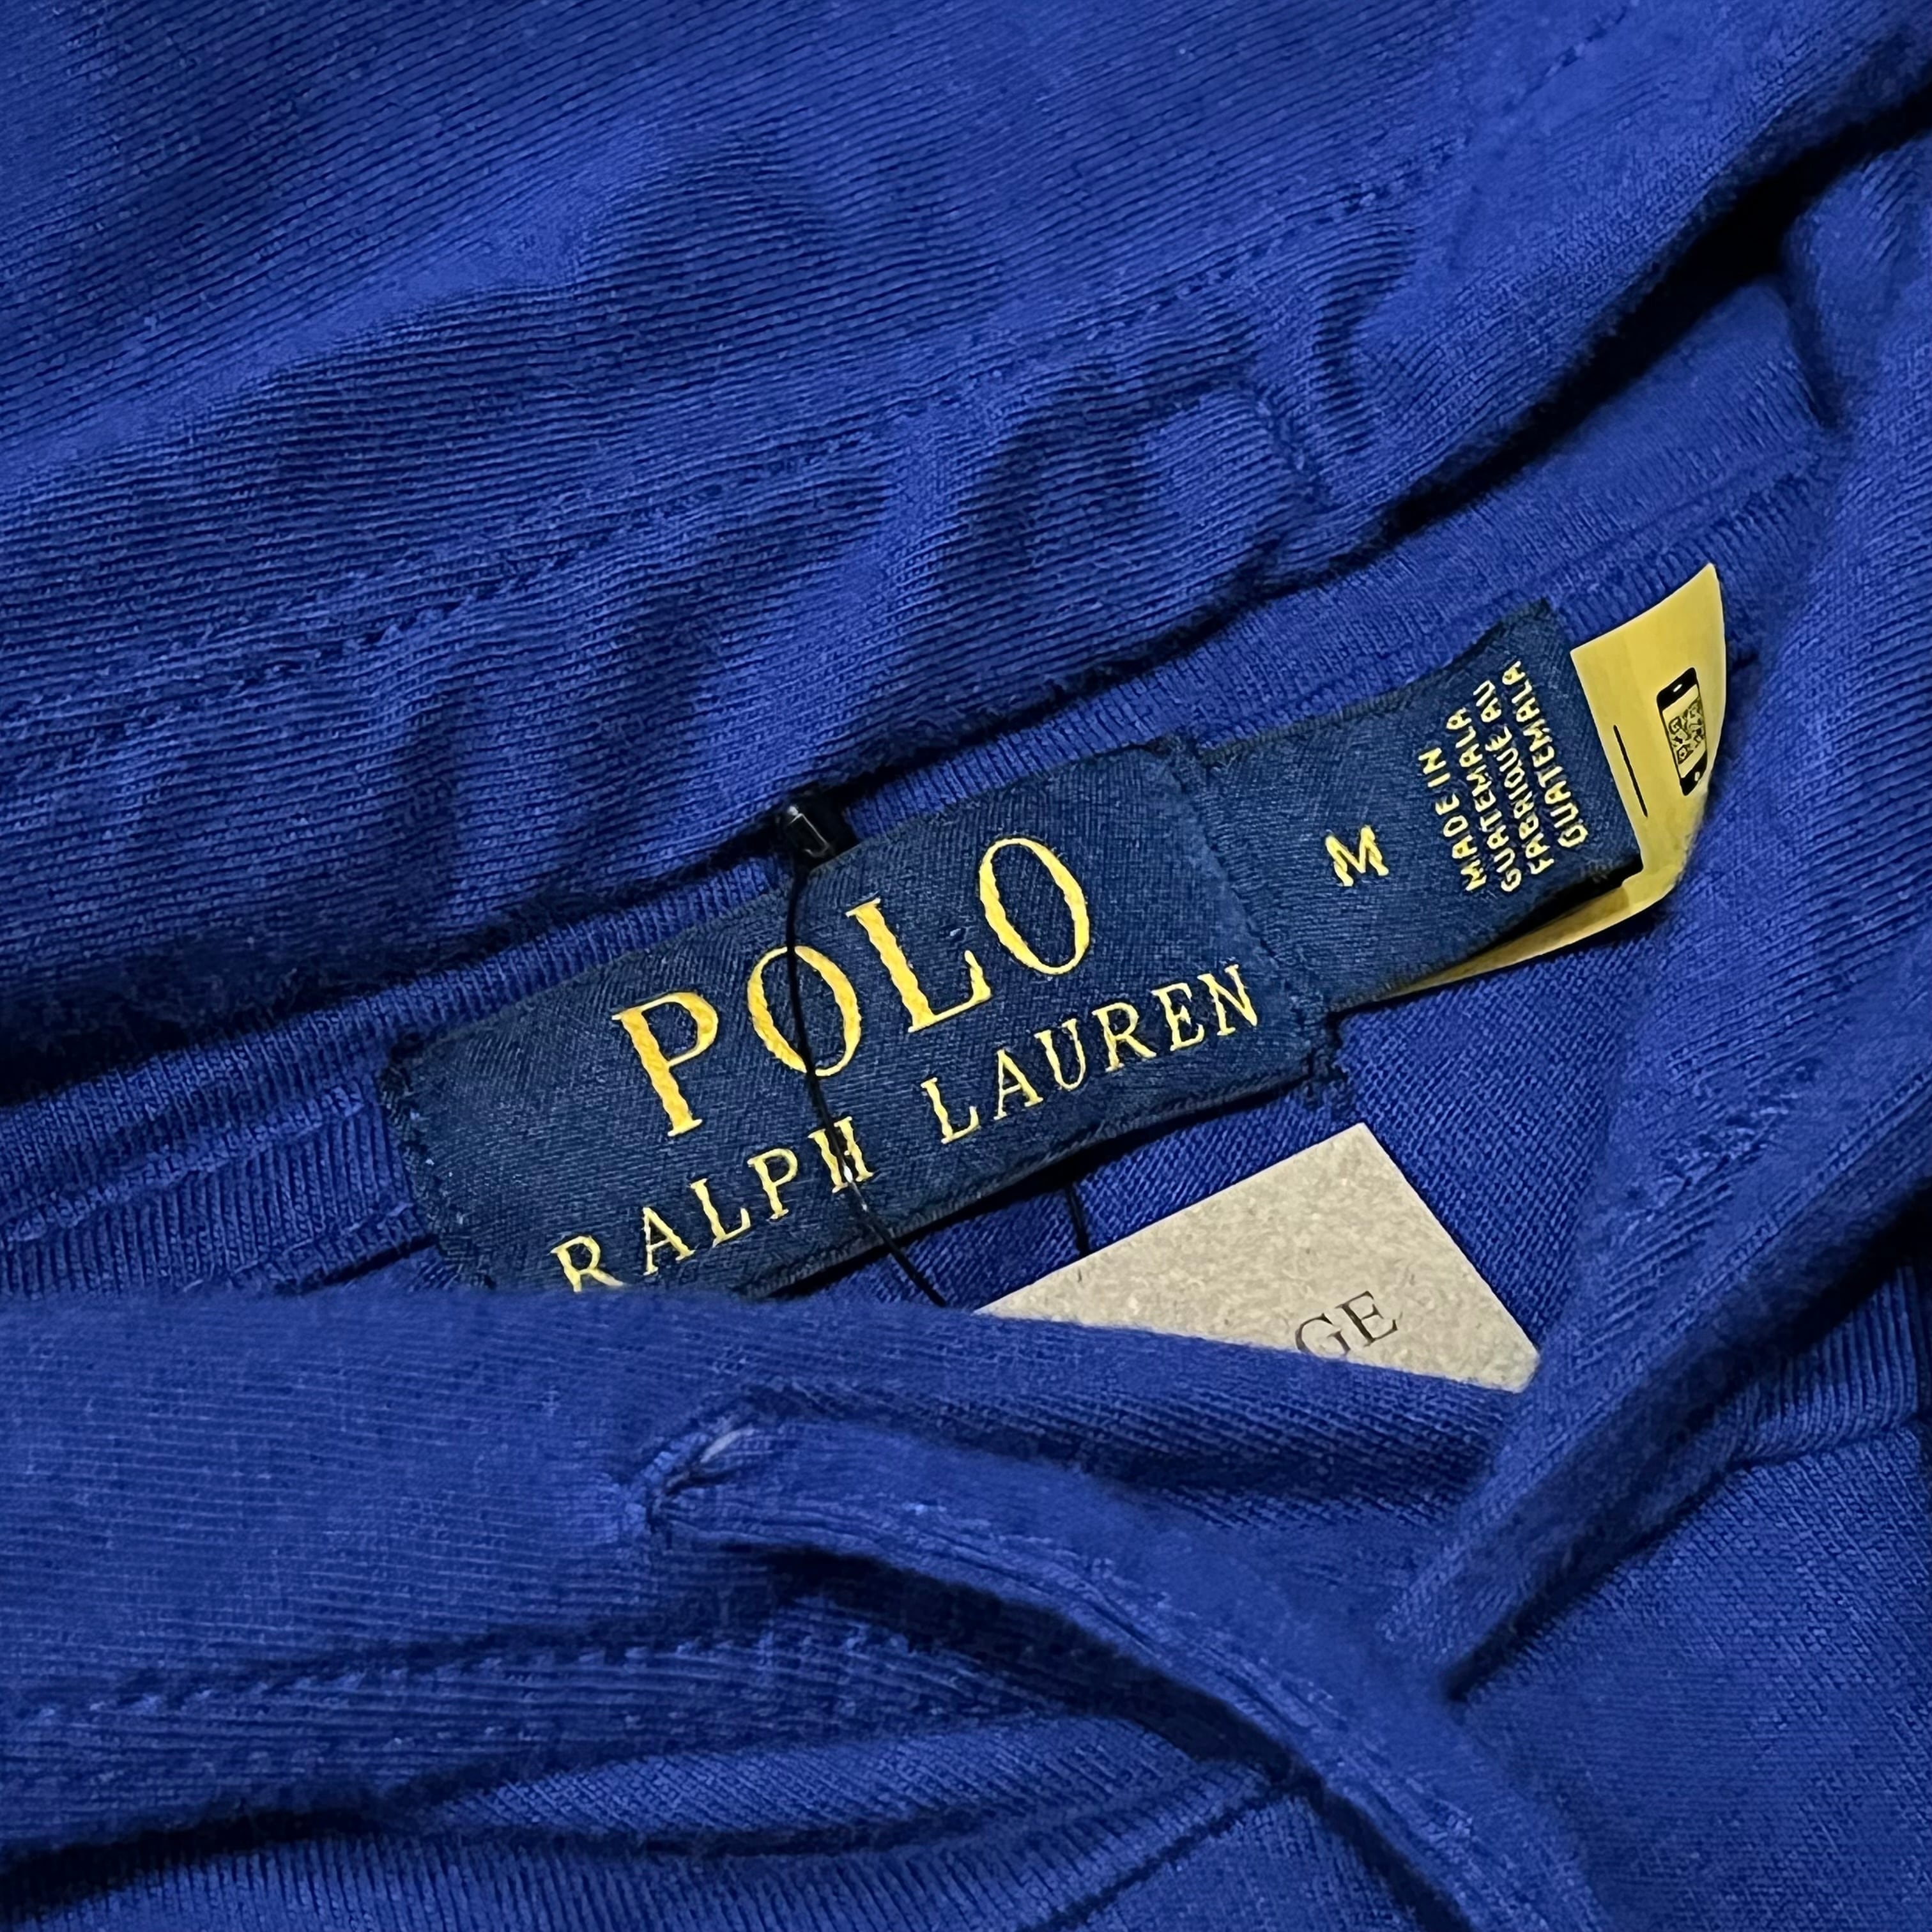 POLO
RALPH LAUREN
M
MADE IN
GUATEMALA
FABRIQUÉ AU
GUATEMALA
GE